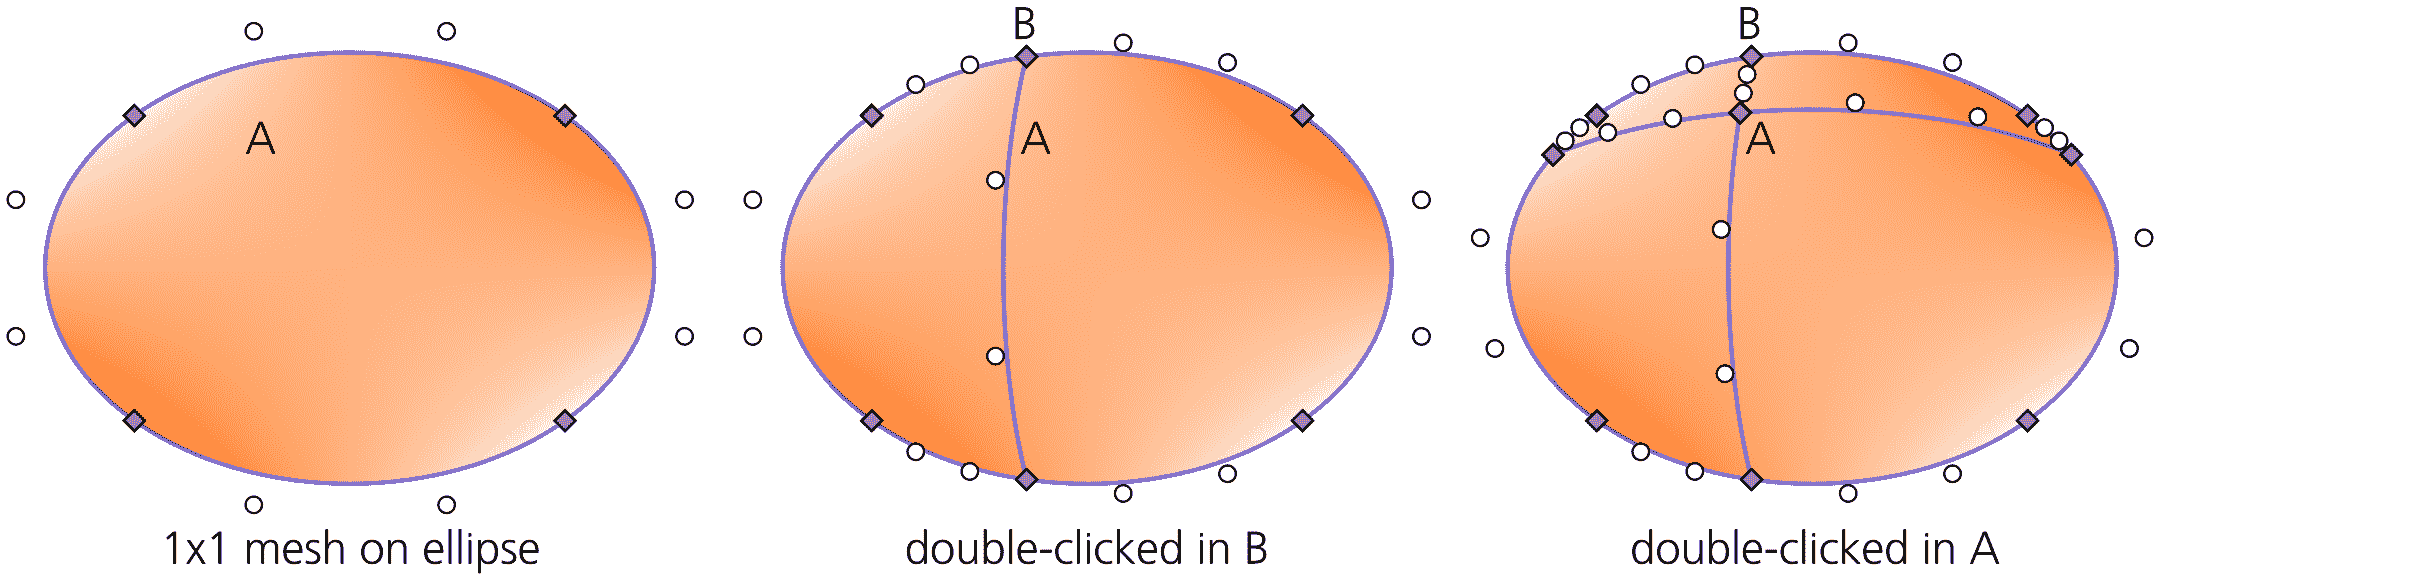 B
B
A
A
A
1x1 mesh on ellipse
double-clicked in B
double-clicked in A